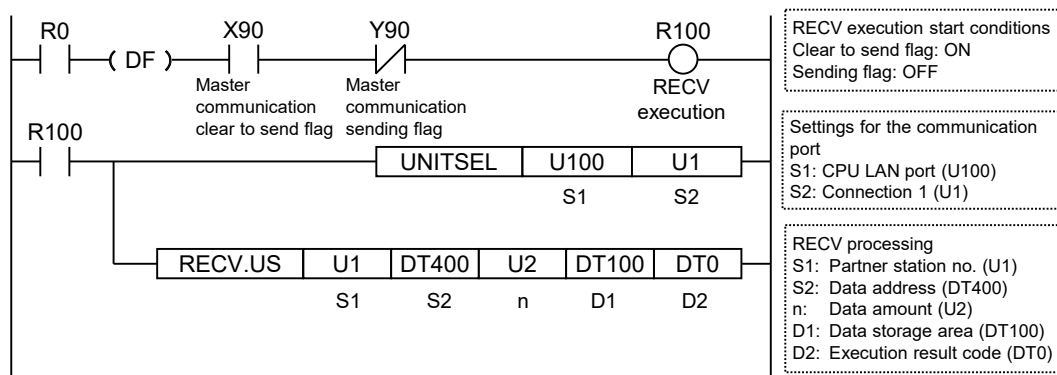 R0 X90 Y90 R100
( DF )
Master Master RECV
communication communication execution
clear to send flag sending flag
RECV execution start conditions
Clear to send flag: ON
Sending flag: OFF
R100
UNITSEL U100 U1
S1 S2
Settings for the communication
port
S1: CPU LAN port (U100)
S2: Connection 1 (U1)
RECV.US U1 DT400 U2 DT100 DT0
S1 S2 n D1 D2
RECV processing
S1: Partner station no. (U1)
S2: Data address (DT400)
n: Data amount (U2)
D1: Data storage area (DT100)
D2: Execution result code (DT0)